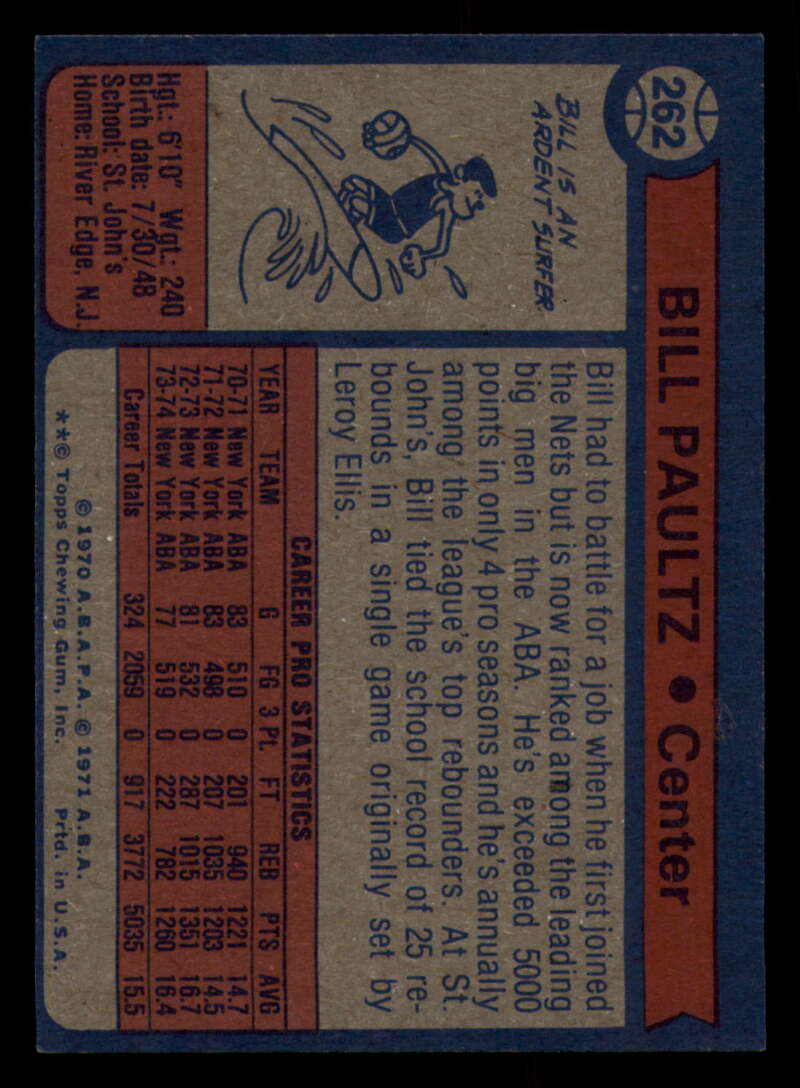 262
BILL PAULTZ • Center
BILL IS AN
ARDENT SURFER.
Hgt.: 6'10" Wgt.: 240
Birth date: 7/30/48
School: St. John's
Home: River Edge, N.J.
Bill had to battle for a job when he first joined
the Nets but is now ranked among the leading
big men in the ABA. He's exceeded 5000
points in only 4 pro seasons and he's annually
among the league's top rebounders. At St.
John's, Bill tied the school record of 25 re-
bounds in a single game originally set by
Leroy Ellis.
CAREER PRO STATISTICS
YEAR TEAM G FG 3 Pt. FT REB PTS AVG
70-71 New York ABA 83 510 0 201 940 1221 14.7
71-72 New York ABA 83 498 0 207 1035 1203 14.5
72-73 New York ABA 81 532 0 287 1015 1351 16.7
73-74 New York ABA 77 519 0 222 782 1260 16.4
Career Totals 324 2059 0 917 3772 5035 15.5
© 1970 A.B.A.P.A. © 1971 A.B.A.
**© Topps Chewing Gum, Inc. Prtd. in U.S.A.